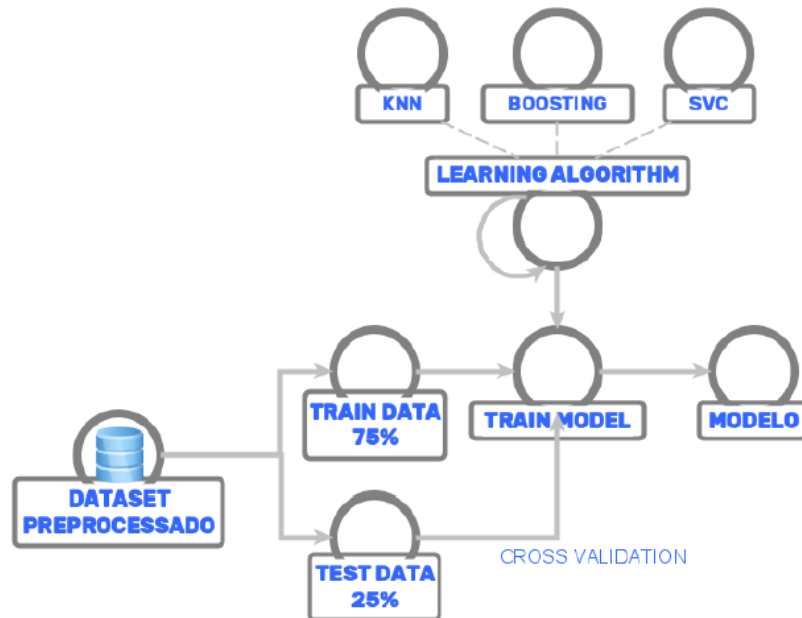 KNN
BOOSTING
SVC
LEARNING ALGORITHM
TRAIN DATA
75%
TRAIN MODEL
MODELO
DATASET
PREPROCESSADO
TEST DATA
25%
CROSS VALIDATION